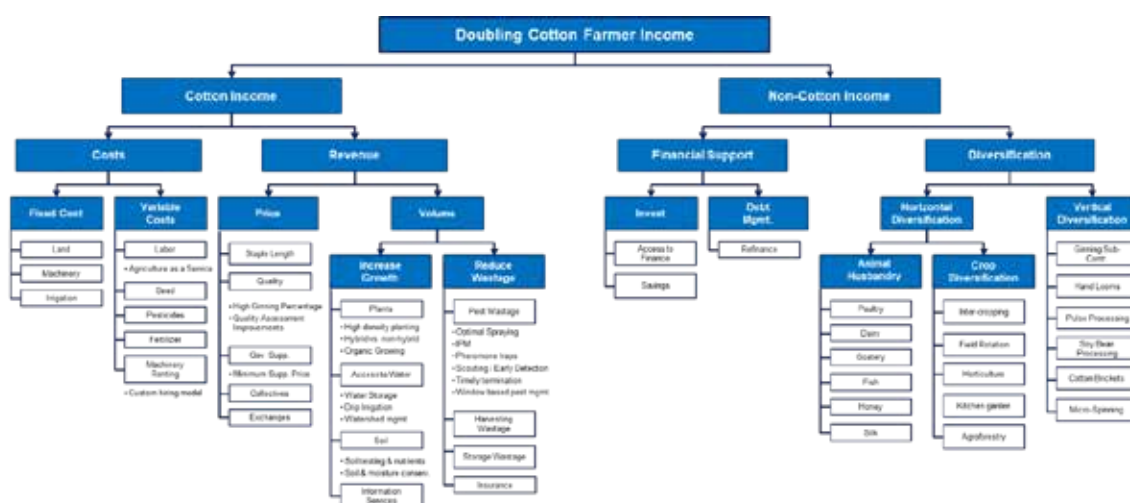 Doubling Cotton Farmer Income
Cotton Income
Non-Cotton Income
Costs
Revenue
Financial Support
Diversification
Fixed Cost
Variable
Costs
Price
Volume
Invest
Debt
Mgmt.
Horizontal
Diversification
Vertical
Diversification
Land
Machinery
Irrigation
Labor
• Agriculture as a Service
Seed
Pesticides
Fertilizer
Machinery
Renting
• Custom hiring model
Staple Length
Quality
• High Ginning Percentage
• Quality Assessment
Improvements
Gov. Supp.
• Minimum Supp. Price
Collectives
Exchanges
Increase
Growth
Plants
• High density planting
• Hybrid vs. non-hybrid
• Organic Growing
Access to Water
• Water Storage
• Drip Irrigation
• Watershed mgmt
Soil
• Soil testing & nutrients
• Soil & moisture conserv.
Information
Services
Reduce
Wastage
Pest Wastage
• Optimal Spraying
• IPM
• Pheromone traps
• Scouting / Early Detection
• Timely termination
• Window based pest mgmt
Harvesting
Wastage
Storage Wastage
Insurance
Access to
Finance
Savings
Refinance
Animal
Husbandry
Poultry
Dairy
Goatery
Fish
Honey
Silk
Crop
Diversification
Inter-cropping
Field Rotation
Horticulture
Kitchen garden
Agroforestry
Ginning Sub-
Cont
Hand Looms
Pulse Processing
Soy Bean
Processing
Cotton Brickets
Micro-Spinning